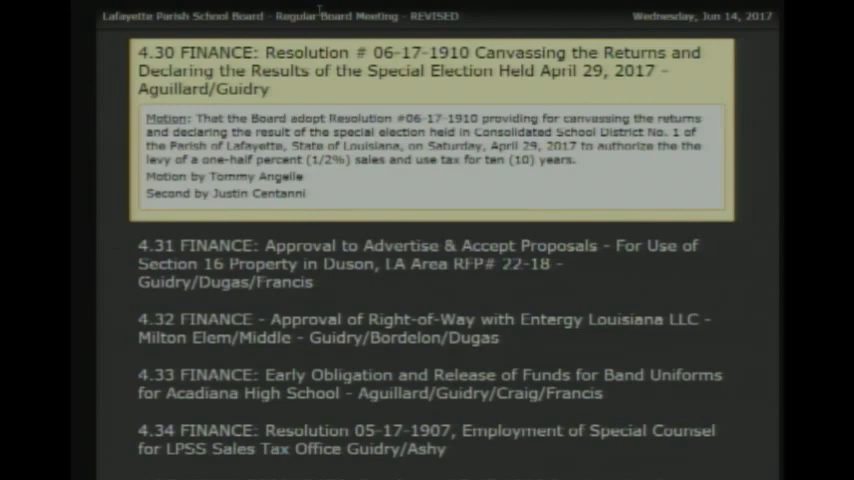 Lafayette Parish School Board - Regular Board Meeting - REVISED
Wednesday, Jun 14, 2017
4.30 FINANCE: Resolution # 06-17-1910 Canvassing the Returns and
Declaring the Results of the Special Election Held April 29, 2017 -
Aguillard/Guidry
Motion: That the Board adopt Resolution #06-17-1910 providing for canvassing the returns
and declaring the result of the special election held in Consolidated School District No. 1 of
the Parish of Lafayette, State of Louisiana, on Saturday, April 29, 2017 to authorize the the
levy of a one-half percent (1/2%) sales and use tax for ten (10) years.
Motion by Tommy Angelle
Second by Justin Centanni
4.31 FINANCE: Approval to Advertise & Accept Proposals - For Use of
Section 16 Property in Duson, LA Area RFP# 22-18 -
Guidry/Dugas/Francis
4.32 FINANCE - Approval of Right-of-Way with Entergy Louisiana LLC -
Milton Elem/Middle - Guidry/Bordelon/Dugas
4.33 FINANCE: Early Obligation and Release of Funds for Band Uniforms
for Acadiana High School - Aguillard/Guidry/Craig/Francis
4.34 FINANCE: Resolution 05-17-1907, Employment of Special Counsel
for LPSS Sales Tax Office Guidry/Ashy